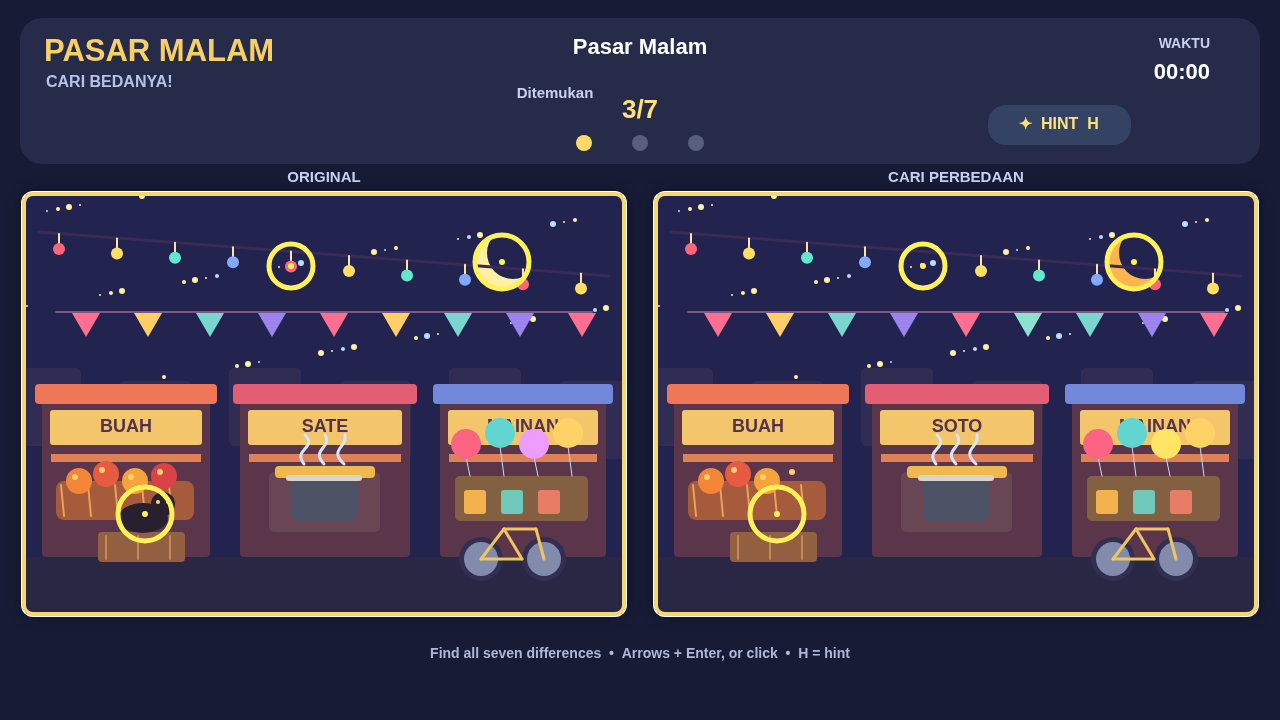 PASAR MALAM
CARI BEDANYA!
Pasar Malam
Ditemukan
3/7
WAKTU
00:00
✦ HINT H
ORIGINAL
CARI PERBEDAAN
BUAH
SATE
BUAH
SOTO
Find all seven differences • Arrows + Enter, or click • H = hint